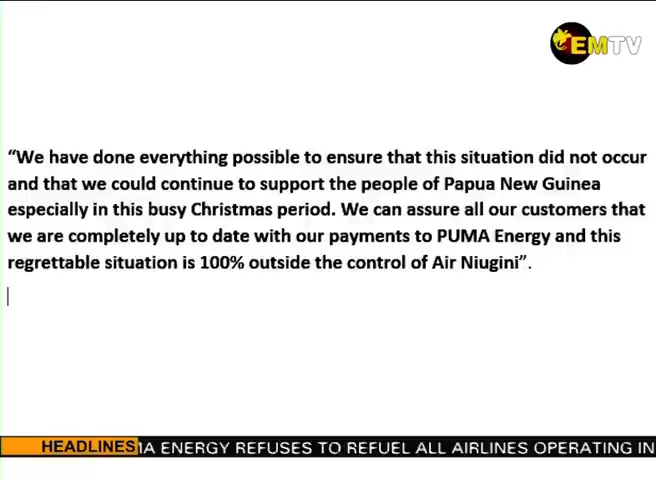 EMTV
“We have done everything possible to ensure that this situation did not occur
and that we could continue to support the people of Papua New Guinea
especially in this busy Christmas period. We can assure all our customers that
we are completely up to date with our payments to PUMA Energy and this
regrettable situation is 100% outside the control of Air Niugini”.
HEADLINES ENERGY REFUSES TO REFUEL ALL AIRLINES OPERATING IN